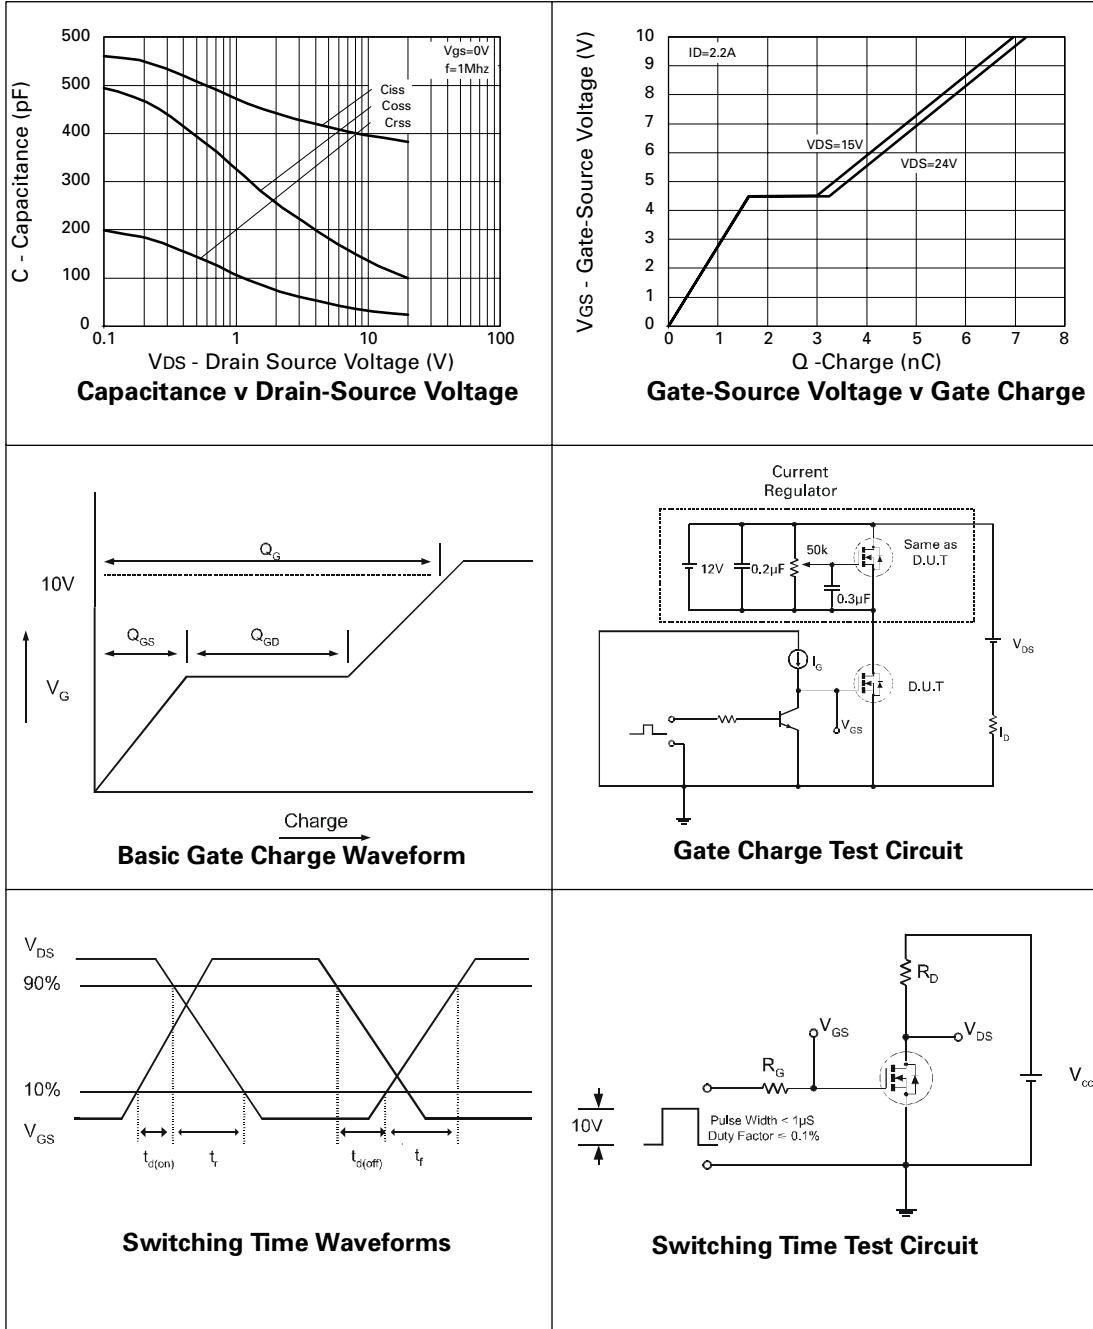 500
500
400
300
200
100
0
C - Capacitance (pF)
Vgs=0V
f=1Mhz
Ciss
Coss
Crss
0.1
1
10
100
VDS - Drain Source Voltage (V)
Capacitance v Drain-Source Voltage
10
9
8
7
6
5
4
3
2
1
0
VGS - Gate-Source Voltage (V)
ID=2.2A
VDS=15V
VDS=24V
0 1 2 3 4 5 6 7 8
Q -Charge (nC)
Gate-Source Voltage v Gate Charge
QG
10V
QGS
QGD
VG
Charge
Basic Gate Charge Waveform
Current
Regulator
12V
0.2µF
50k
0.3µF
Same as
D.U.T
IG
VGS
D.U.T
VDS
ID
Gate Charge Test Circuit
VDS
90%
10%
VGS
td(on)
tr
td(off)
tf
Switching Time Waveforms
RD
VGS
VDS
RG
VCC
10V
Pulse Width < 1µS
Duty Factor ≤ 0.1%
Switching Time Test Circuit